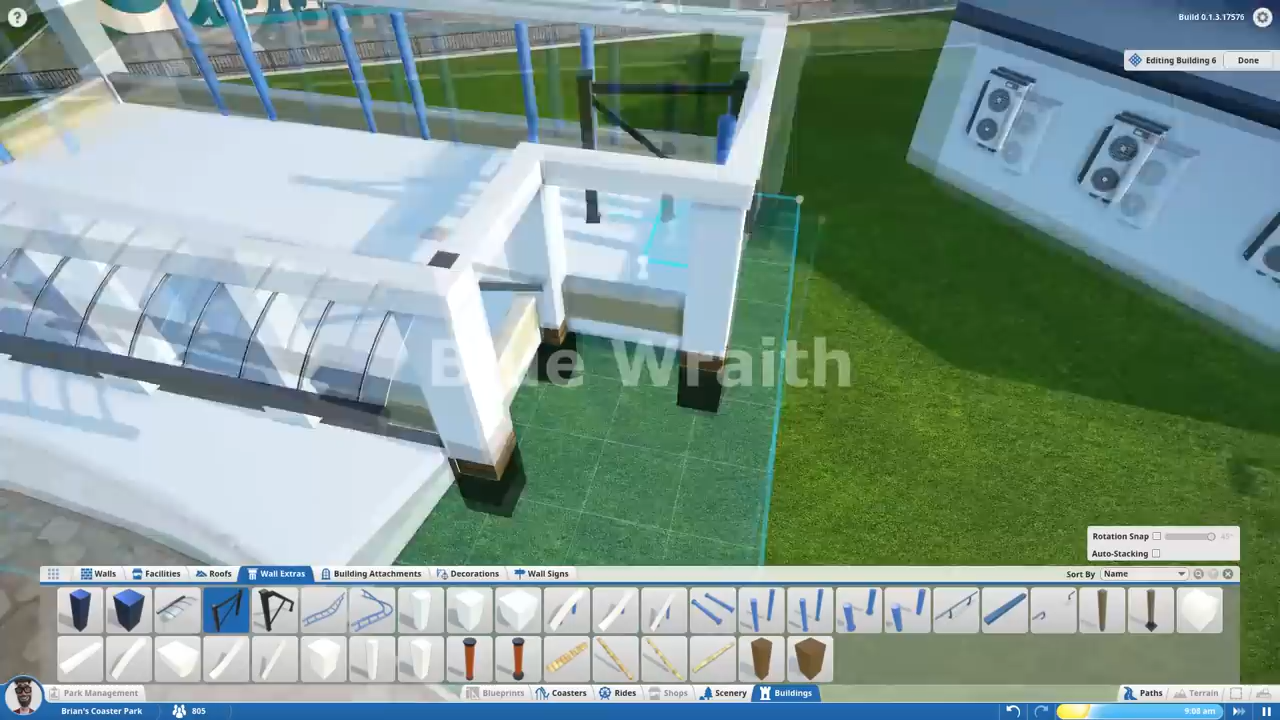 Build 0.1.3.17576
Editing Building 6
Done
Blue Wraith
Rotation Snap
45°
Auto-Stacking
Walls
Facilities
Roofs
Wall Extras
Building Attachments
Decorations
Wall Signs
Sort By
Name
Park Management
Blueprints
Coasters
Rides
Shops
Scenery
Buildings
Paths
Terrain
Brian's Coaster Park
805
9:08 am